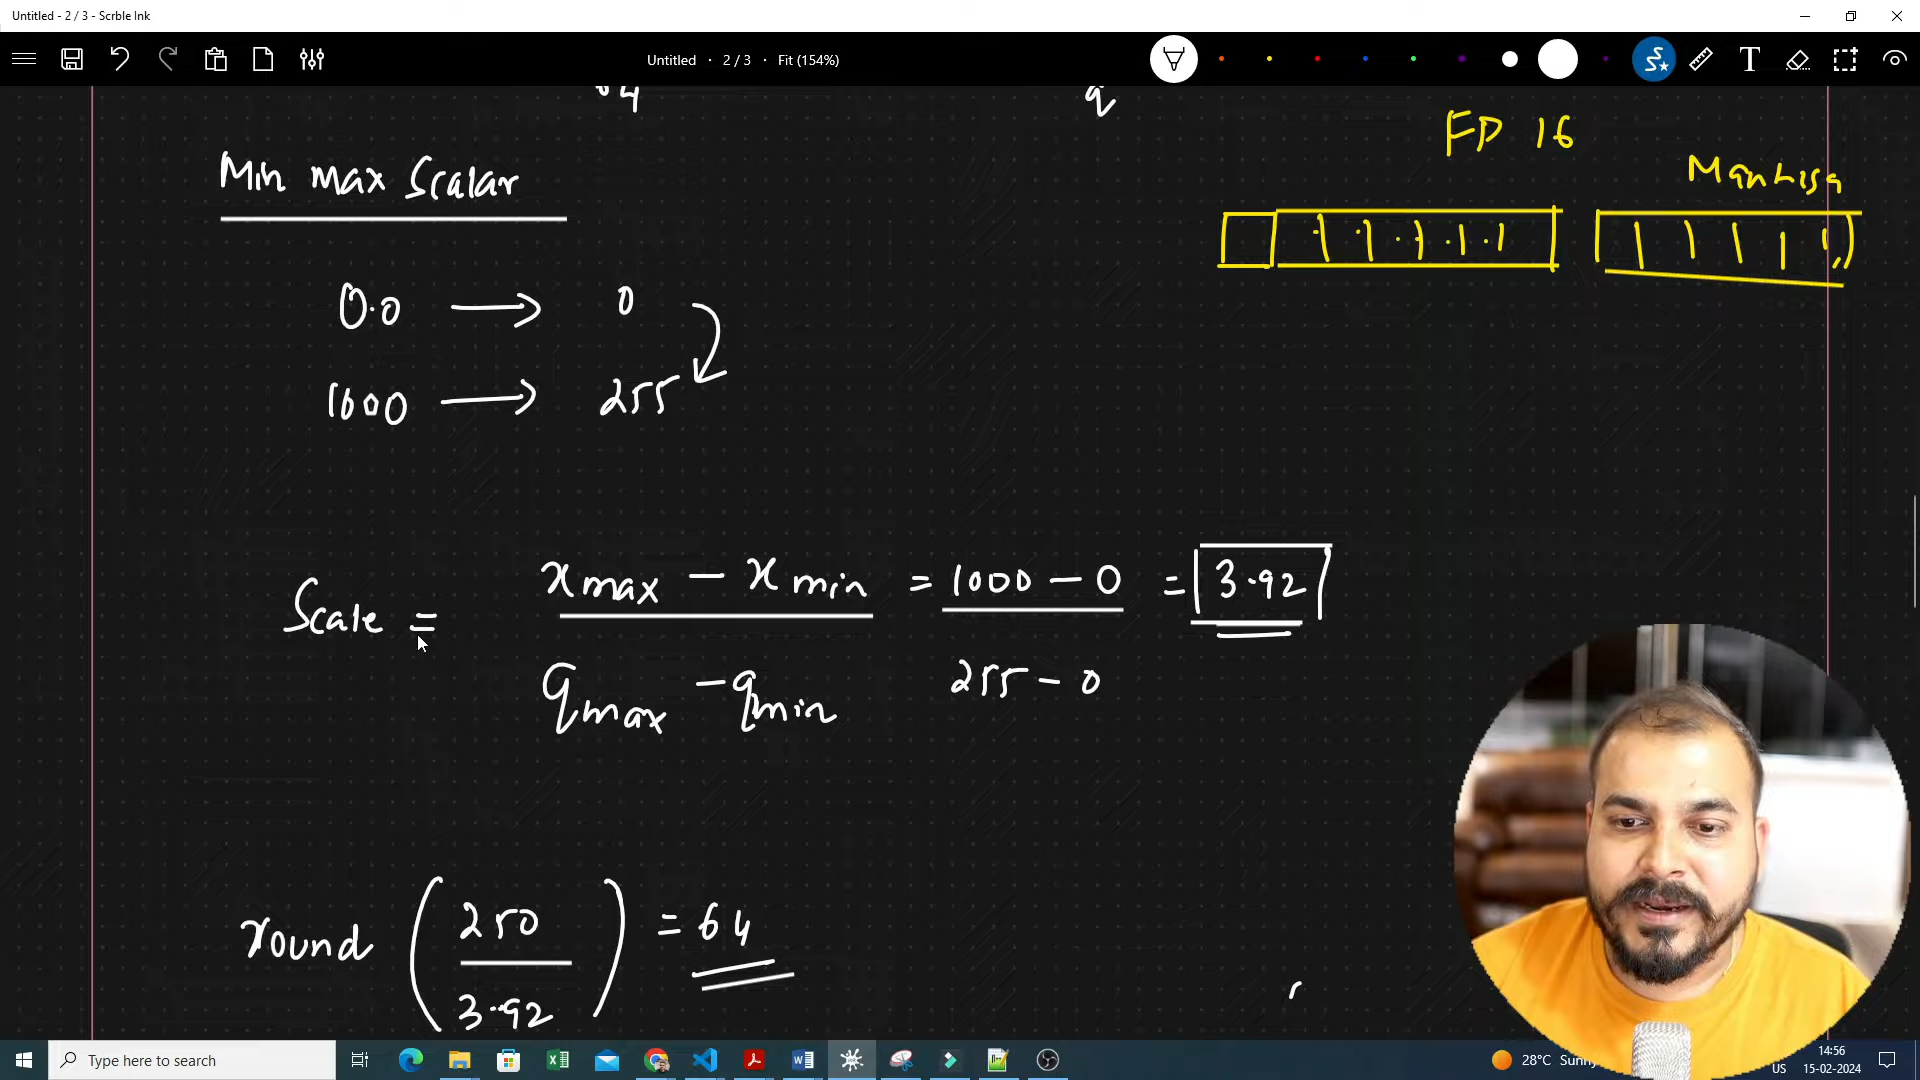 Untitled - 2 / 3 - Scrble Ink
Untitled · 2 / 3 · Fit (154%)
64
q
FP 16
Mantisa
Min max Scalar
0.0 → 0
1000 → 255
Scale = xmax - xmin = 1000 - 0 = 3.92
qmax - qmin 255 - 0
round ( 250 ) = 64
3.92
Type here to search
28°C Sunny
14:56
US 15-02-2024